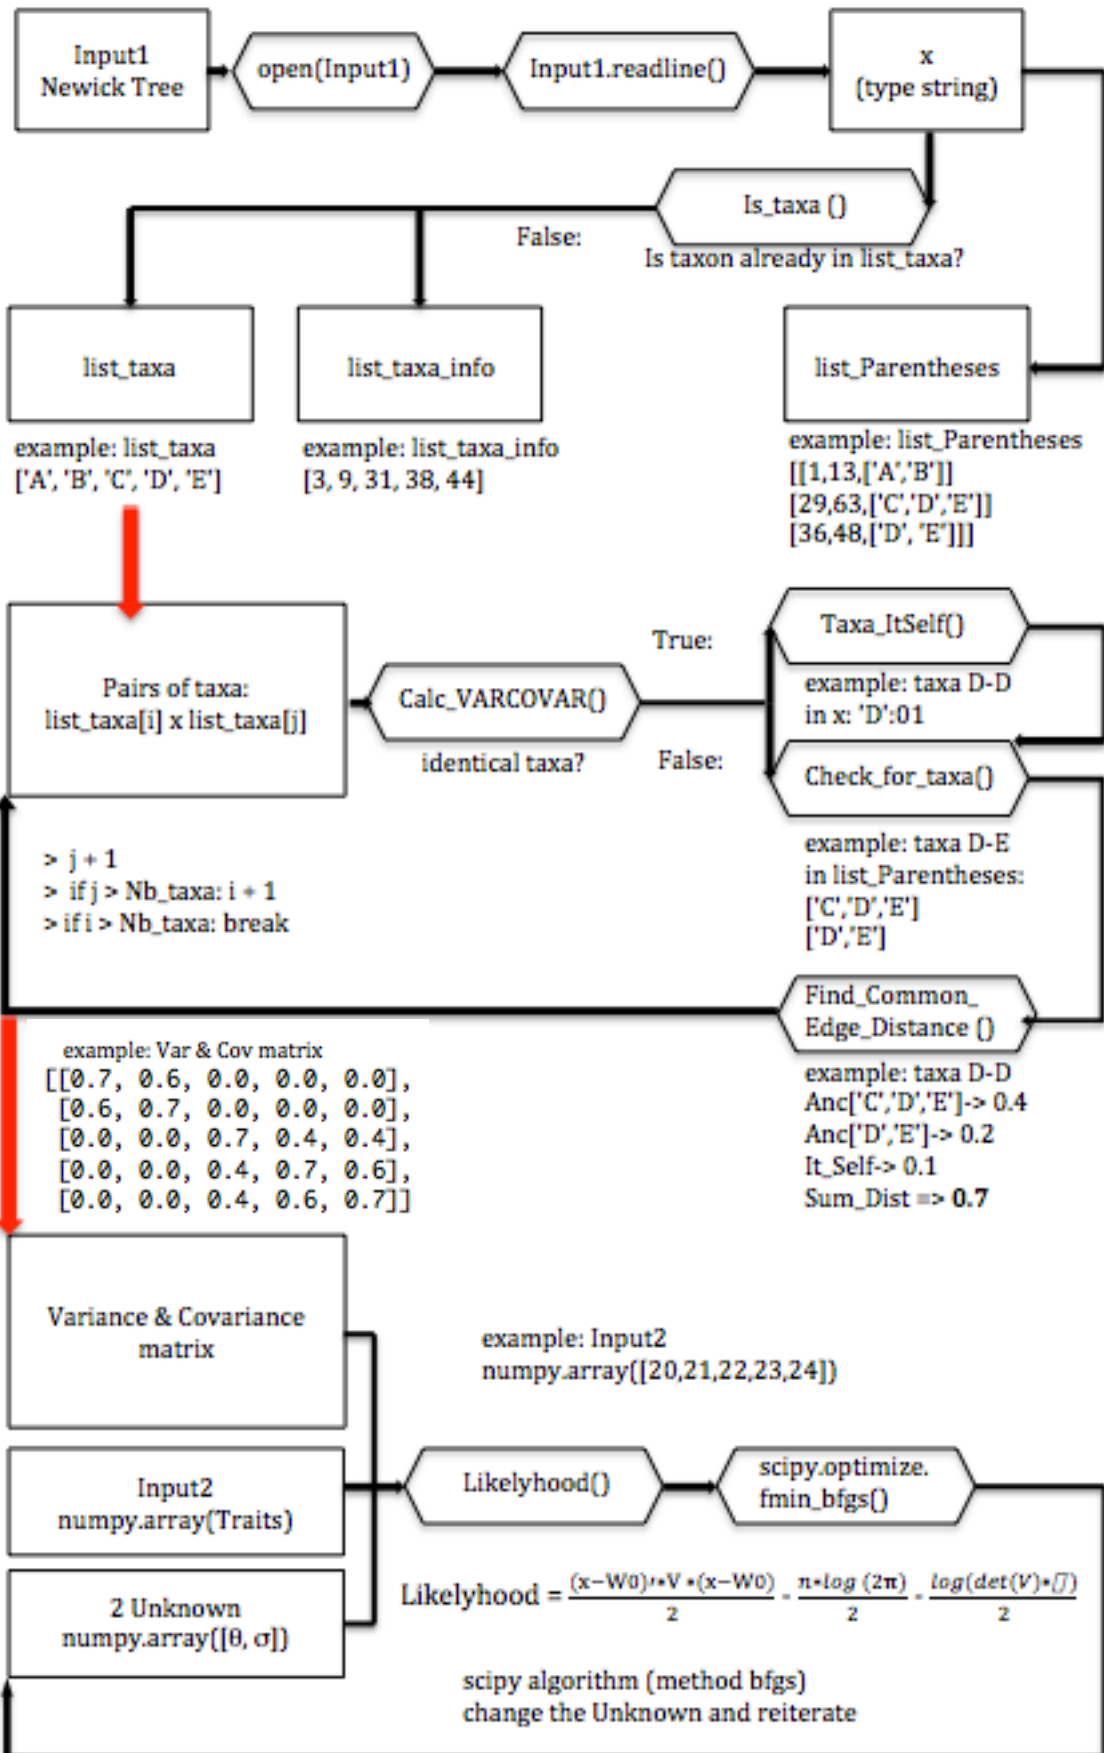 Input1
Newick Tree
open(Input1)
Input1.readline()
x
(type string)
Is_taxa ()
False:
Is taxon already in list_taxa?
list_taxa
list_taxa_info
list_Parentheses
example: list_taxa
['A', 'B', 'C', 'D', 'E']
example: list_taxa_info
[3, 9, 31, 38, 44]
example: list_Parentheses
[[1,13,['A','B']]
[29,63,['C','D','E']]
[36,48,['D', 'E']]]
Pairs of taxa:
list_taxa[i] x list_taxa[j]
Calc_VARCOVAR()
identical taxa?
True:
False:
Taxa_ItSelf()
example: taxa D-D
in x: 'D':01
Check_for_taxa()
example: taxa D-E
in list_Parentheses:
['C','D','E']
['D','E']
> j + 1
> if j > Nb_taxa: i + 1
> if i > Nb_taxa: break
Find_Common_
Edge_Distance ()
example: taxa D-D
Anc['C','D','E']-> 0.4
Anc['D','E']-> 0.2
It_Self-> 0.1
Sum_Dist => 0.7
example: Var & Cov matrix
[[0.7, 0.6, 0.0, 0.0, 0.0],
[0.6, 0.7, 0.0, 0.0, 0.0],
[0.0, 0.0, 0.7, 0.4, 0.4],
[0.0, 0.0, 0.4, 0.7, 0.6],
[0.0, 0.0, 0.4, 0.6, 0.7]]
Variance & Covariance
matrix
example: Input2
numpy.array([20,21,22,23,24])
Input2
numpy.array(Traits)
Likelyhood()
scipy.optimize.
fmin_bfgs()
2 Unknown
numpy.array([θ, σ])
Likelyhood = (x−W0)′*V *(x−W0) / 2 - n*log (2π) / 2 - log(det(V)* ) / 2
scipy algorithm (method bfgs)
change the Unknown and reiterate